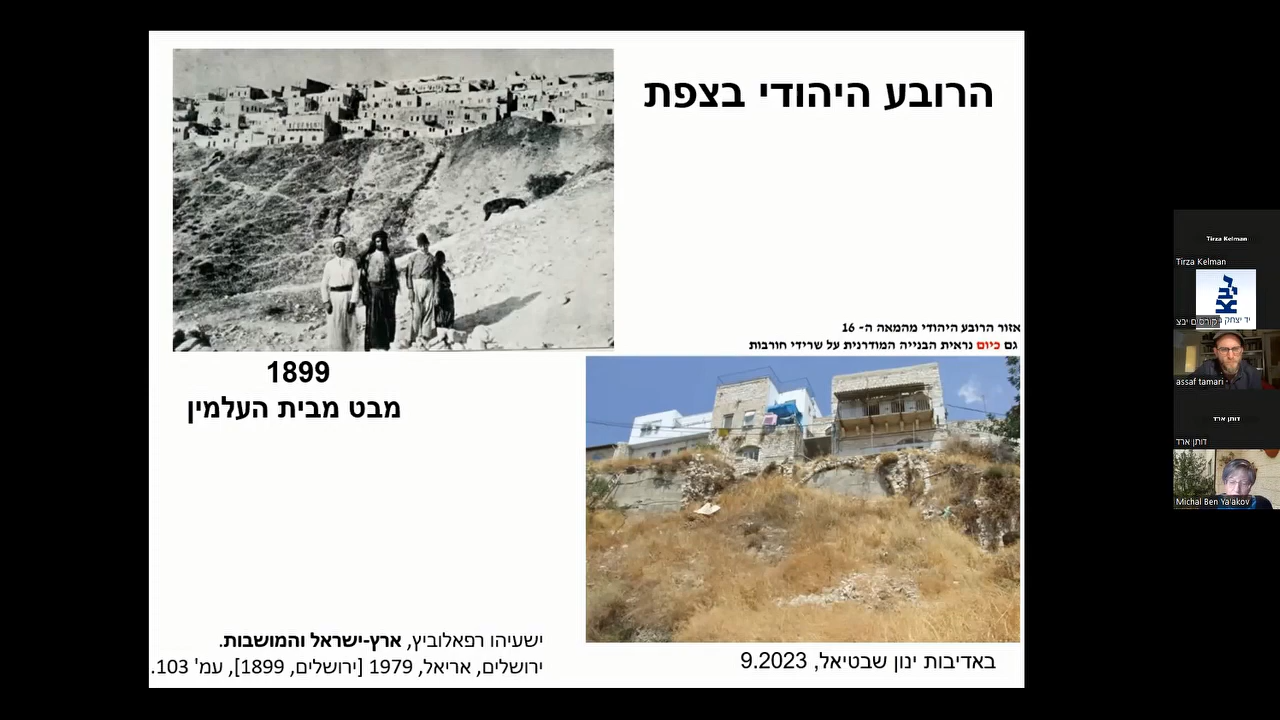 הרובע היהודי בצפת
1899
מבט מבית העלמין
אזור הרובע היהודי מהמאה ה- 16
גם כיום נראית הבנייה המודרנית על שרידי חורבות
ישעיהו רפאלוביץ, ארץ-ישראל והמושבות.
ירושלים, אריאל, 1979 [ירושלים, 1899], עמ' 103.
באדיבות ינון שבטיאל, 9.2023
Tirza Kelman
Tirza Kelman
יד יצחק
קורסים יבצ
assaf tamari
דותן ארד
דותן ארד
Michal Ben Ya'akov